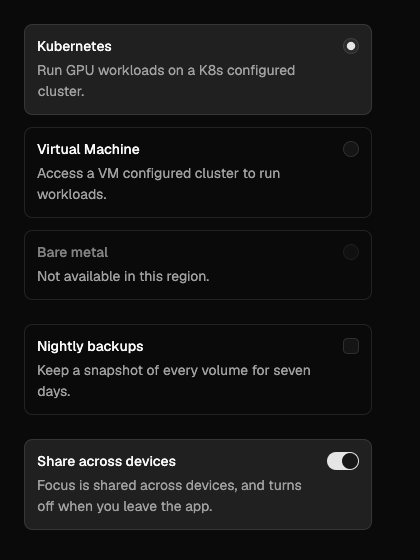 Kubernetes
Run GPU workloads on a K8s configured
cluster.
Virtual Machine
Access a VM configured cluster to run
workloads.
Bare metal
Not available in this region.
Nightly backups
Keep a snapshot of every volume for seven
days.
Share across devices
Focus is shared across devices, and turns
off when you leave the app.